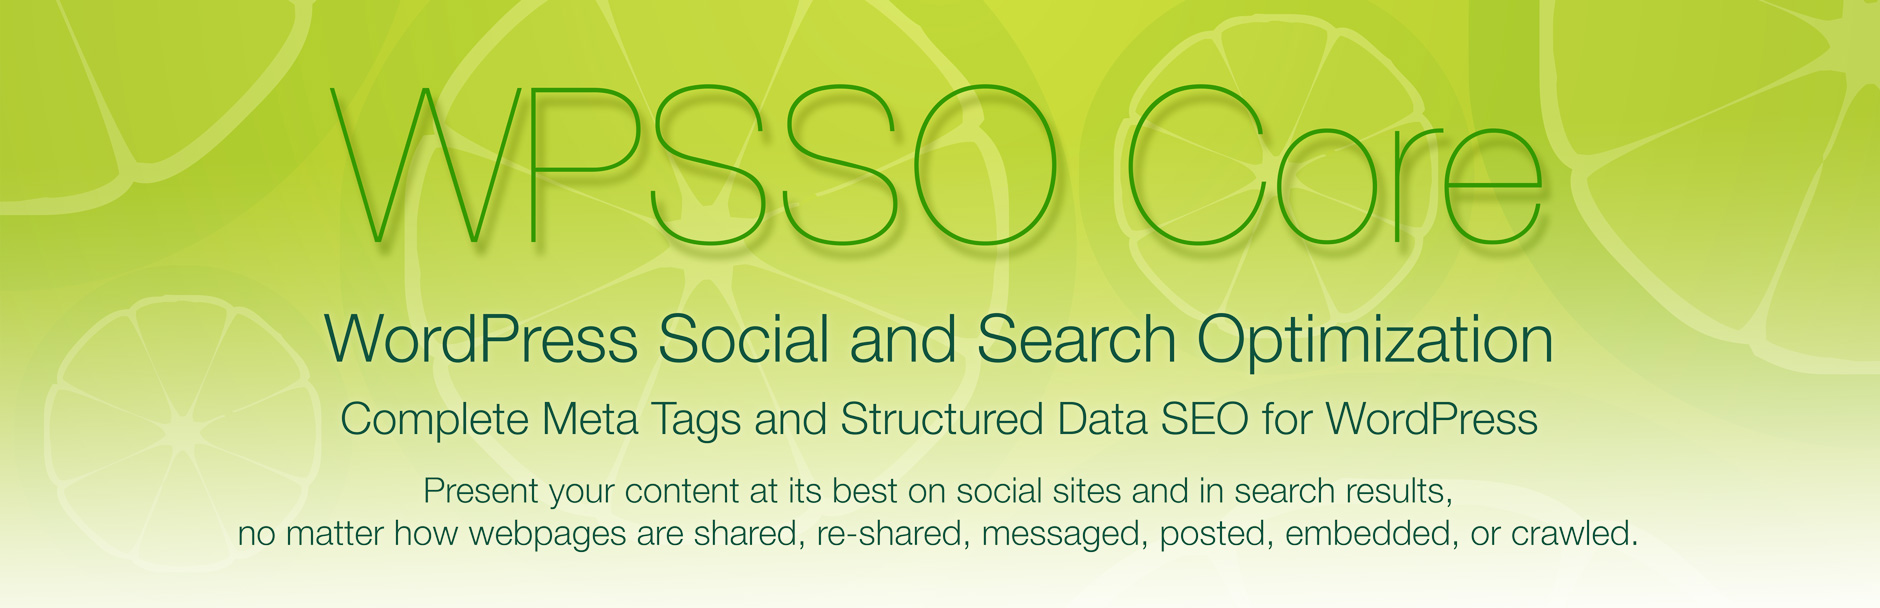 WPSSO Core
WordPress Social and Search Optimization
Complete Meta Tags and Structured Data SEO for WordPress
Present your content at its best on social sites and in search results,
no matter how webpages are shared, re-shared, messaged, posted, embedded, or crawled.